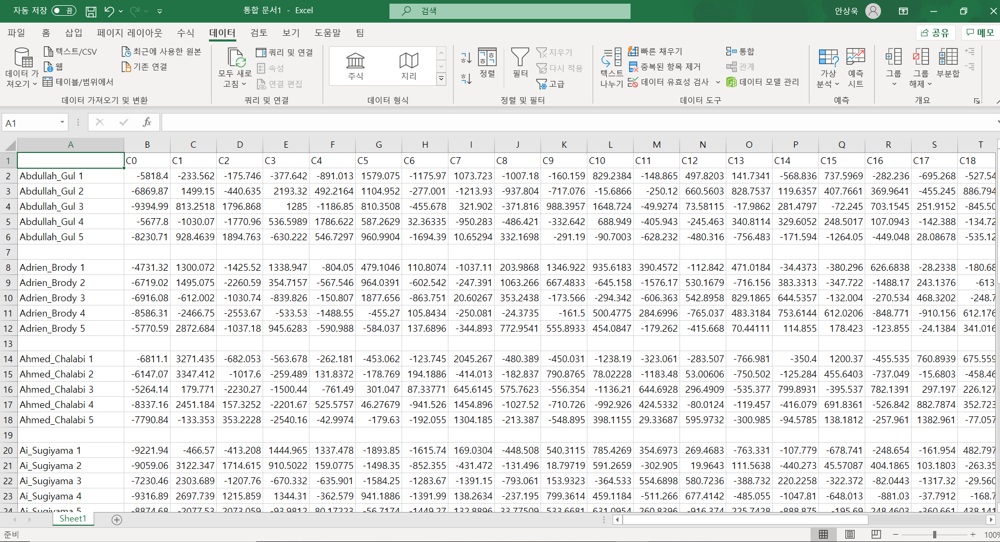 자동 저장 끔 통합 문서1 - Excel 검색 안상욱
파일 홈 삽입 페이지 레이아웃 수식 데이터 검토 보기 도움말 팀 공유 메모
데이터 가져오기 텍스트/CSV 웹 테이블/범위에서 최근에 사용한 원본 기존 연결
데이터 가져오기 및 변환
모두 새로 고침 쿼리 및 연결 속성 연결 편집
쿼리 및 연결
주식 지리
데이터 형식
정렬 필터 지우기 다시 적용 고급
정렬 및 필터
텍스트 나누기 빠른 채우기 중복된 항목 제거 데이터 유효성 검사 통합 관계 데이터 모델 관리
데이터 도구
가상 분석 예측 시트
예측
그룹 그룹 해제 부분합
개요
A1 fx
A B C D E F G H I J K L M N O P Q R S T
1 C0 C1 C2 C3 C4 C5 C6 C7 C8 C9 C10 C11 C12 C13 C14 C15 C16 C17 C18
2 Abdullah_Gul 1 -5818.4 -233.562 -175.746 -377.642 -891.013 1579.075 -1175.97 1073.723 -1007.18 -160.159 829.2384 -148.865 497.8203 141.7341 -568.836 737.5969 -282.236 -695.268 -527.54
3 Abdullah_Gul 2 -6869.87 1499.15 -440.635 2193.32 492.2164 1104.952 -277.001 -1213.93 -937.804 -717.076 -15.6866 -250.12 660.5603 828.7537 119.6357 407.7661 369.9641 -455.245 886.794
4 Abdullah_Gul 3 -9394.99 813.2518 1796.868 1285 -1186.85 810.3508 -455.678 321.902 -371.816 988.3957 1648.724 -49.9274 73.58115 -17.9862 281.4797 -72.245 703.1545 251.9152 -845.50
5 Abdullah_Gul 4 -5677.8 -1030.07 -1770.96 536.5989 1786.622 587.2629 32.36335 -950.283 -486.421 -332.642 688.949 -405.943 -245.463 340.8114 329.6052 248.5017 107.0943 -142.388 -134.72
6 Abdullah_Gul 5 -8230.71 928.4639 1894.763 -630.222 546.7297 960.9904 -1694.39 10.65294 332.1698 -291.19 -90.7003 -628.232 -480.316 -756.483 -171.594 -1264.05 -449.048 28.08678 -535.12
7
8 Adrien_Brody 1 -4731.32 1300.072 -1425.52 1338.947 -804.05 479.1046 110.8074 -1037.11 203.9868 1346.922 935.6183 390.4572 -112.842 471.0184 -34.4373 -380.296 626.6838 -28.2338 -180.68
9 Adrien_Brody 2 -6719.02 1495.075 -2260.59 354.7157 -567.546 964.0391 -602.542 -247.391 1063.266 667.4833 -645.158 -1576.17 530.1679 -716.156 383.3313 -347.722 -1488.17 243.1376 -613
10 Adrien_Brody 3 -6916.08 -612.002 -1030.74 -839.826 -150.807 1877.656 -863.751 20.60267 353.2438 -173.566 -294.342 -606.363 542.8958 829.1865 644.5357 -132.004 -270.534 468.3202 -248.7
11 Adrien_Brody 4 -8586.31 -2466.75 -2553.67 -533.53 -1488.55 -455.27 105.8434 -250.081 -24.3735 -161.5 500.4775 284.6996 -765.037 483.3184 753.6144 612.0206 -848.771 -910.156 612.176
12 Adrien_Brody 5 -5770.59 2872.684 -1037.18 945.6283 -590.988 -584.037 137.6896 -344.893 772.9541 555.8933 454.0847 -179.262 -415.668 70.44111 114.855 178.423 -123.855 -24.1384 341.016
13
14 Ahmed_Chalabi 1 -6811.1 3271.435 -682.053 -563.678 -262.181 -453.062 -123.745 2045.267 -480.389 -450.031 -1238.19 -323.061 -283.507 -766.981 -350.4 1200.37 -455.535 760.8939 675.559
15 Ahmed_Chalabi 2 -6147.07 3347.412 -1017.6 -259.489 131.8372 -178.769 194.1886 -414.013 -182.837 790.8765 78.02228 -1183.48 53.00606 -750.502 -125.284 455.6403 -737.049 -15.6803 -458.46
16 Ahmed_Chalabi 3 -5264.14 179.771 -2230.27 -1500.44 -761.49 301.047 87.33771 645.6145 575.7623 -556.354 -1136.21 644.6928 296.4909 -535.377 799.8931 -395.537 782.1391 297.197 226.127
17 Ahmed_Chalabi 4 -8337.16 2451.184 157.3252 -2201.67 525.5757 46.27679 -941.526 1454.896 -1027.52 -710.726 -992.926 424.5332 -80.0124 -119.457 -416.079 691.8361 -526.842 882.7874 352.723
18 Ahmed_Chalabi 5 -7790.84 -133.353 353.2228 -2540.16 -42.9974 -179.63 -192.055 1304.185 -213.387 -548.895 398.1155 29.33687 595.9732 -300.985 -94.5785 138.1812 -257.961 1382.961 -77.057
19
20 Ai_Sugiyama 1 -9221.94 -466.57 -413.208 1444.965 1337.478 -1893.85 -1615.74 169.0304 -448.508 540.3115 785.4269 354.6973 269.4683 -763.331 -107.779 -678.741 -248.654 -161.954 482.797
21 Ai_Sugiyama 2 -9059.06 3122.347 1714.615 910.5022 159.0775 -1498.35 -852.355 -431.472 -131.496 18.79719 591.2659 -302.905 19.9643 111.5638 -440.273 45.57087 404.1865 103.1803 -263.35
22 Ai_Sugiyama 3 -7230.46 2303.689 -1207.76 -670.332 -635.901 -1584.25 -1283.67 -1391.15 -793.061 153.9323 -364.533 554.6898 580.7236 -388.732 220.2258 -322.372 -82.0443 -1317.32 -29.560
23 Ai_Sugiyama 4 -9316.89 2697.739 1215.859 1344.31 -362.579 941.1886 -1391.99 138.2634 -237.195 799.3614 459.1184 -511.266 677.4142 -485.055 -1047.81 -648.013 -881.03 -37.7912 -168.7
24 Ai_Sugiyama 5 -8874.68 -2077.53 2073.059 -93.9812 80.17223 -56.7174 -1449.27 132.8896 33.77509 533.6681 631.0954 260.8396 -916.374 225.7428 -888.875 -195.69 248.4603 -360.661 438.141
Sheet1
준비 100%